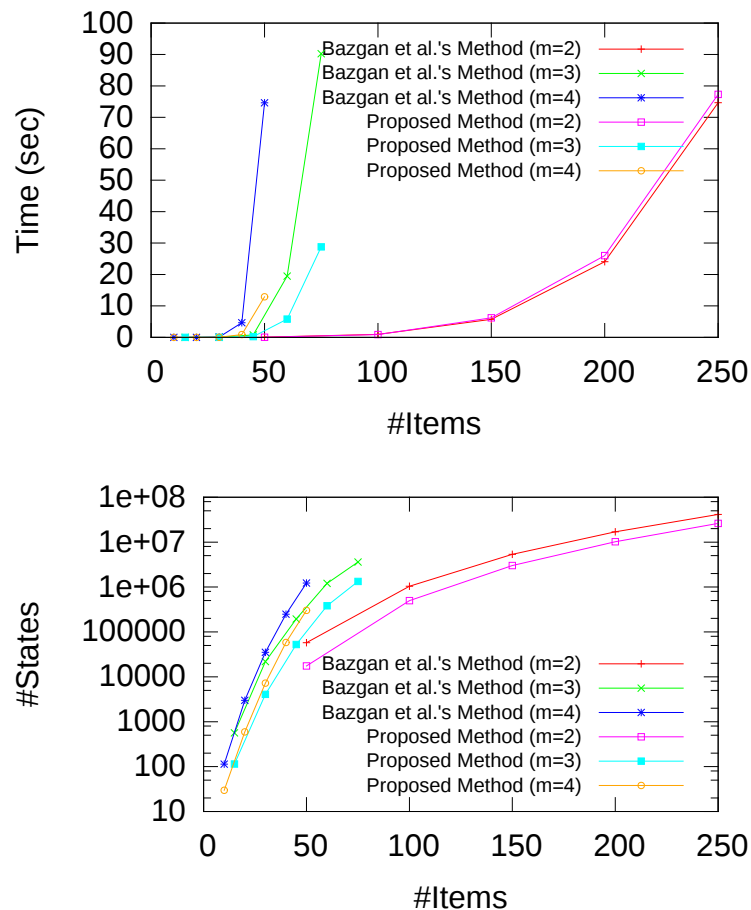 100
90
80
70
60
50
40
30
20
10
0
Time (sec)
Bazgan et al.'s Method (m=2)
Bazgan et al.'s Method (m=3)
Bazgan et al.'s Method (m=4)
Proposed Method (m=2)
Proposed Method (m=3)
Proposed Method (m=4)
0 50 100 150 200 250
#Items
1e+08
1e+07
1e+06
100000
10000
1000
100
10
#States
Bazgan et al.'s Method (m=2)
Bazgan et al.'s Method (m=3)
Bazgan et al.'s Method (m=4)
Proposed Method (m=2)
Proposed Method (m=3)
Proposed Method (m=4)
0 50 100 150 200 250
#Items